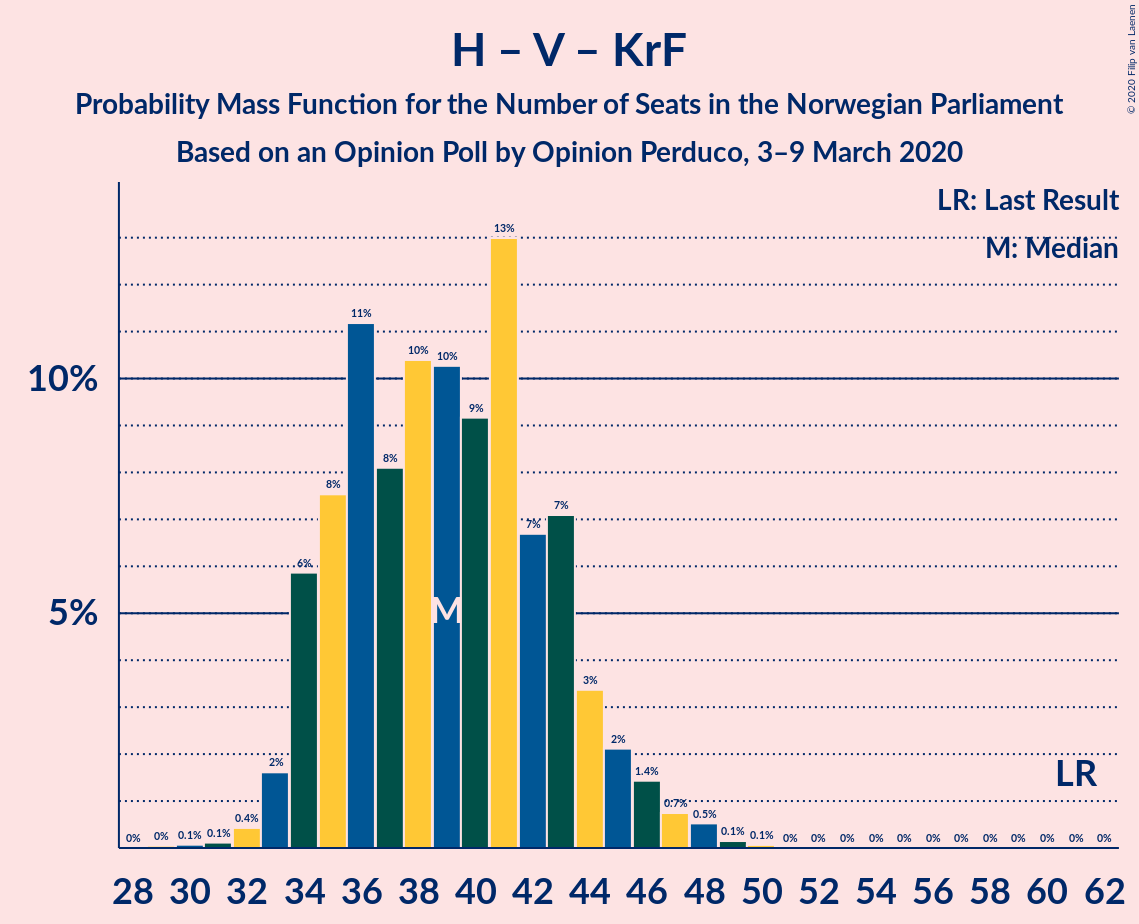 H – V – KrF
Probability Mass Function for the Number of Seats in the Norwegian Parliament
Based on an Opinion Poll by Opinion Perduco, 3–9 March 2020
© 2020 Filip van Laenen
LR: Last Result
M: Median
10%
5%
0% 0% 0.1% 0.1% 0.4% 2% 6% 8% 11% 8% 10% 10% 9% 13% 7% 7% 3% 2% 1.4% 0.7% 0.5% 0.1% 0.1% 0% 0% 0% 0% 0% 0% 0% 0% 0% 0% 0% 0%
M
LR
28 30 32 34 36 38 40 42 44 46 48 50 52 54 56 58 60 62